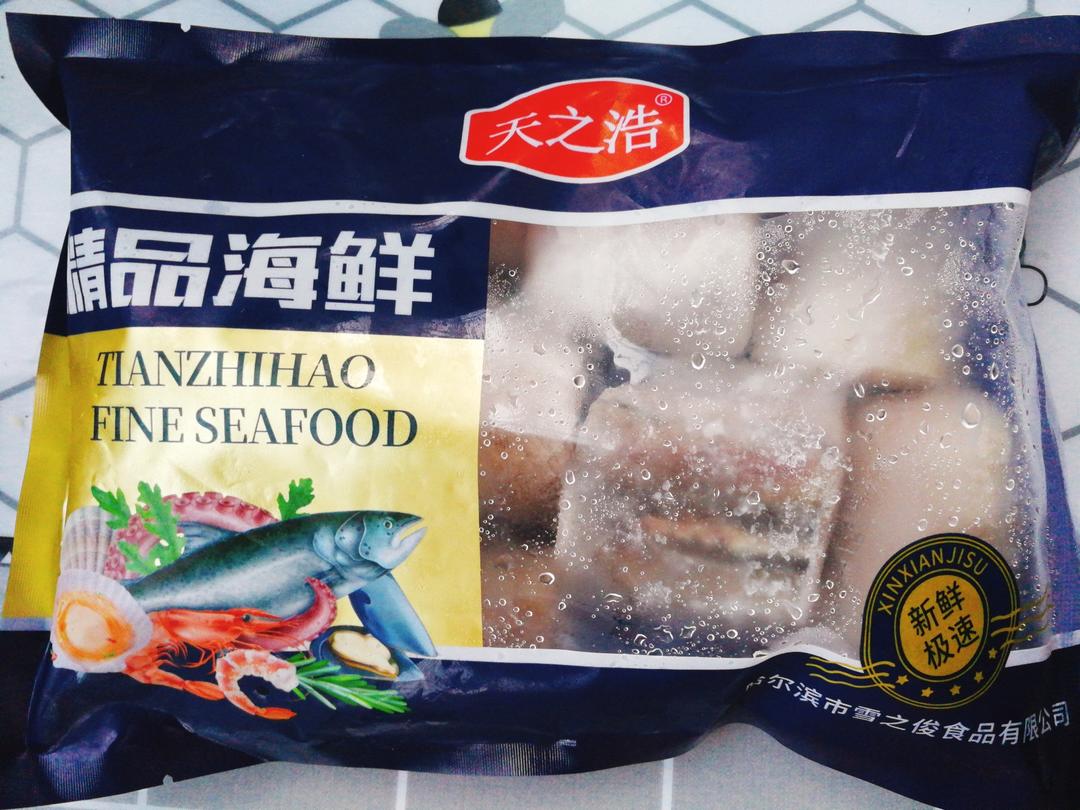 天之浩®
精品海鲜
TIANZHIHAO
FINE SEAFOOD
XINXIANJISU
新鲜
极速
哈尔滨市雪之俊食品有限公司